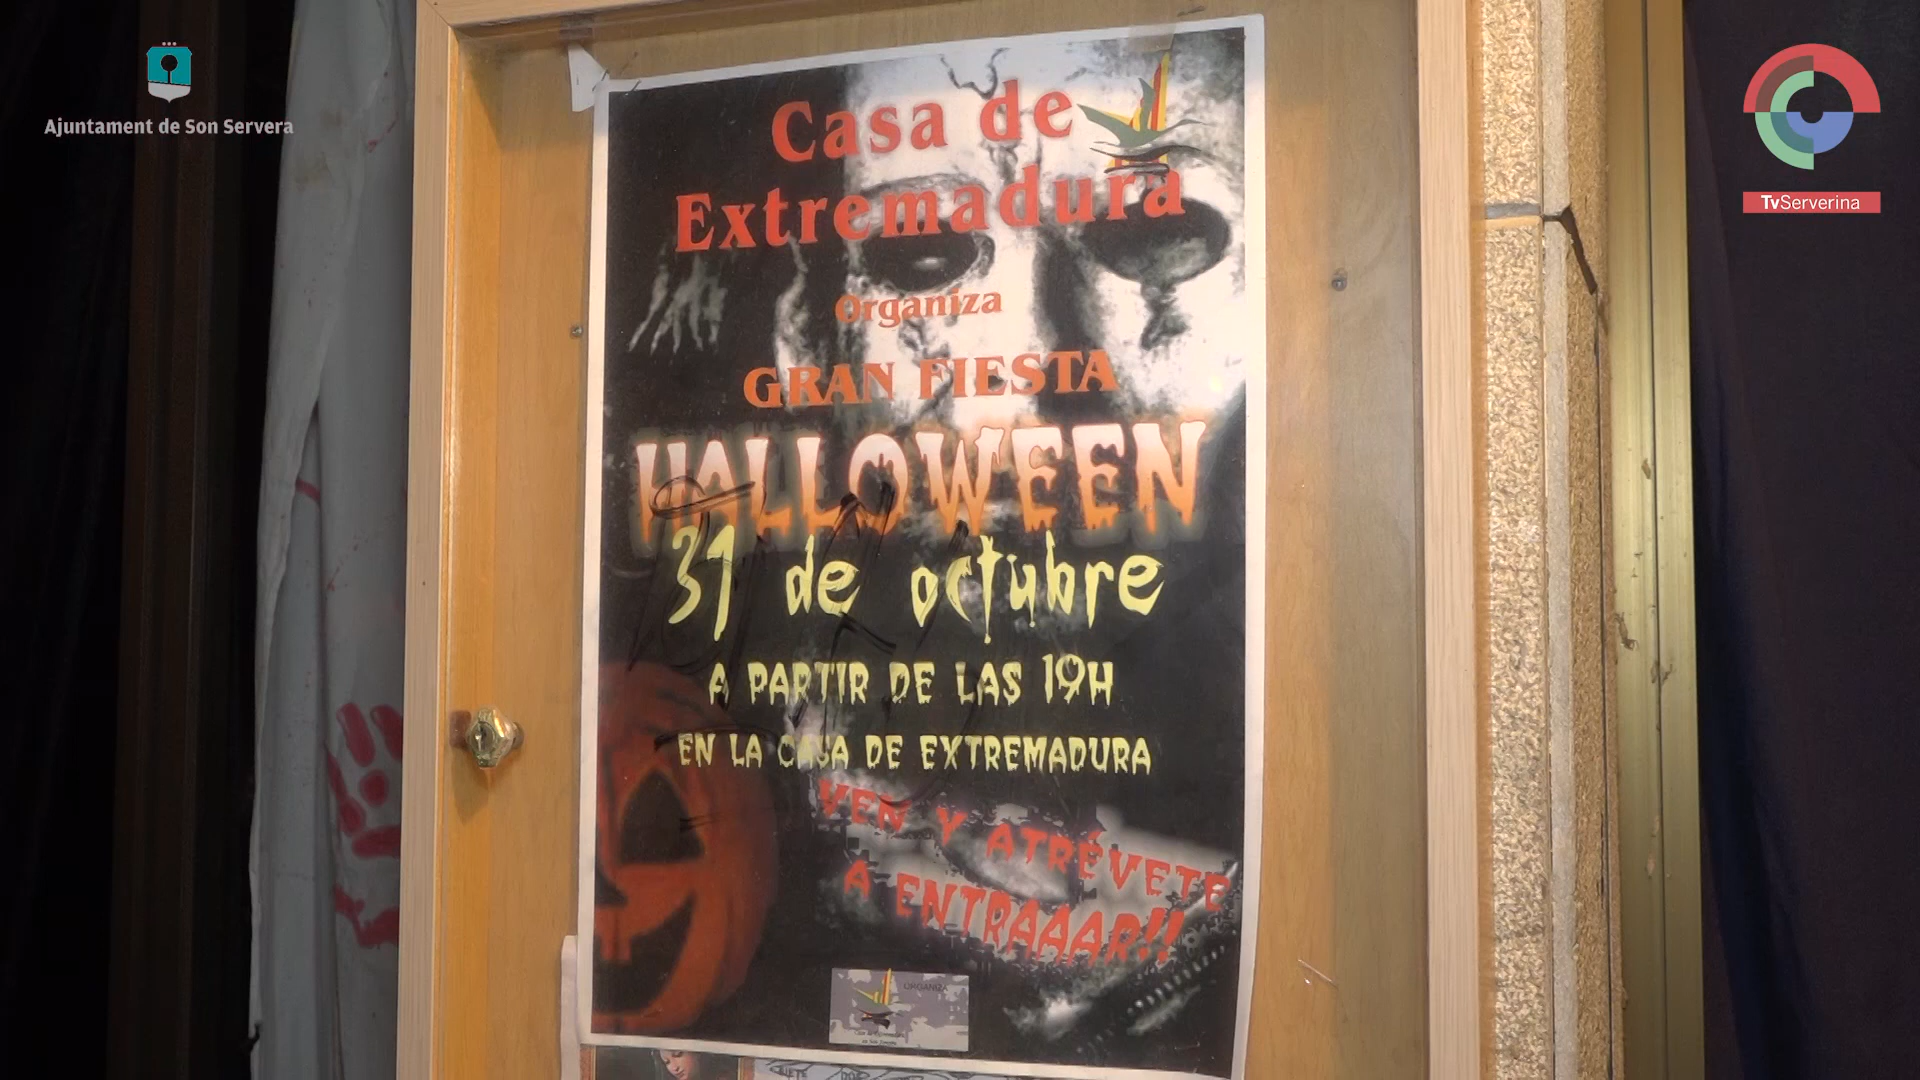 Ajuntament de Son Servera
TvServerina
Casa de
Extremadura
Organiza
GRAN FIESTA
HALLOWEEN
31 de octubre
A PARTIR DE LAS 19H
EN LA CASA DE EXTREMADURA
VEN Y ATRÉVETE
A ENTRAAAR!!
ORGANIZA